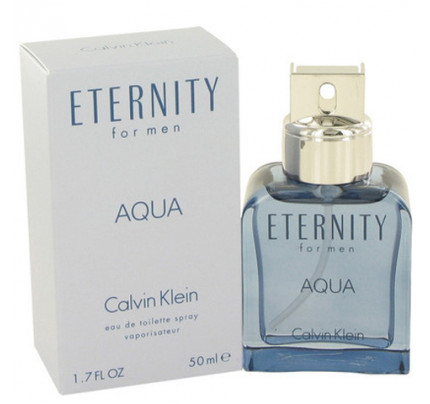 Calvin Klein
ETERNITY
for men
AQUA
Calvin Klein
eau de toilette spray
vaporisateur
1.7 FL OZ 50 ml ℮
ETERNITY
for men
AQUA
Calvin Klein